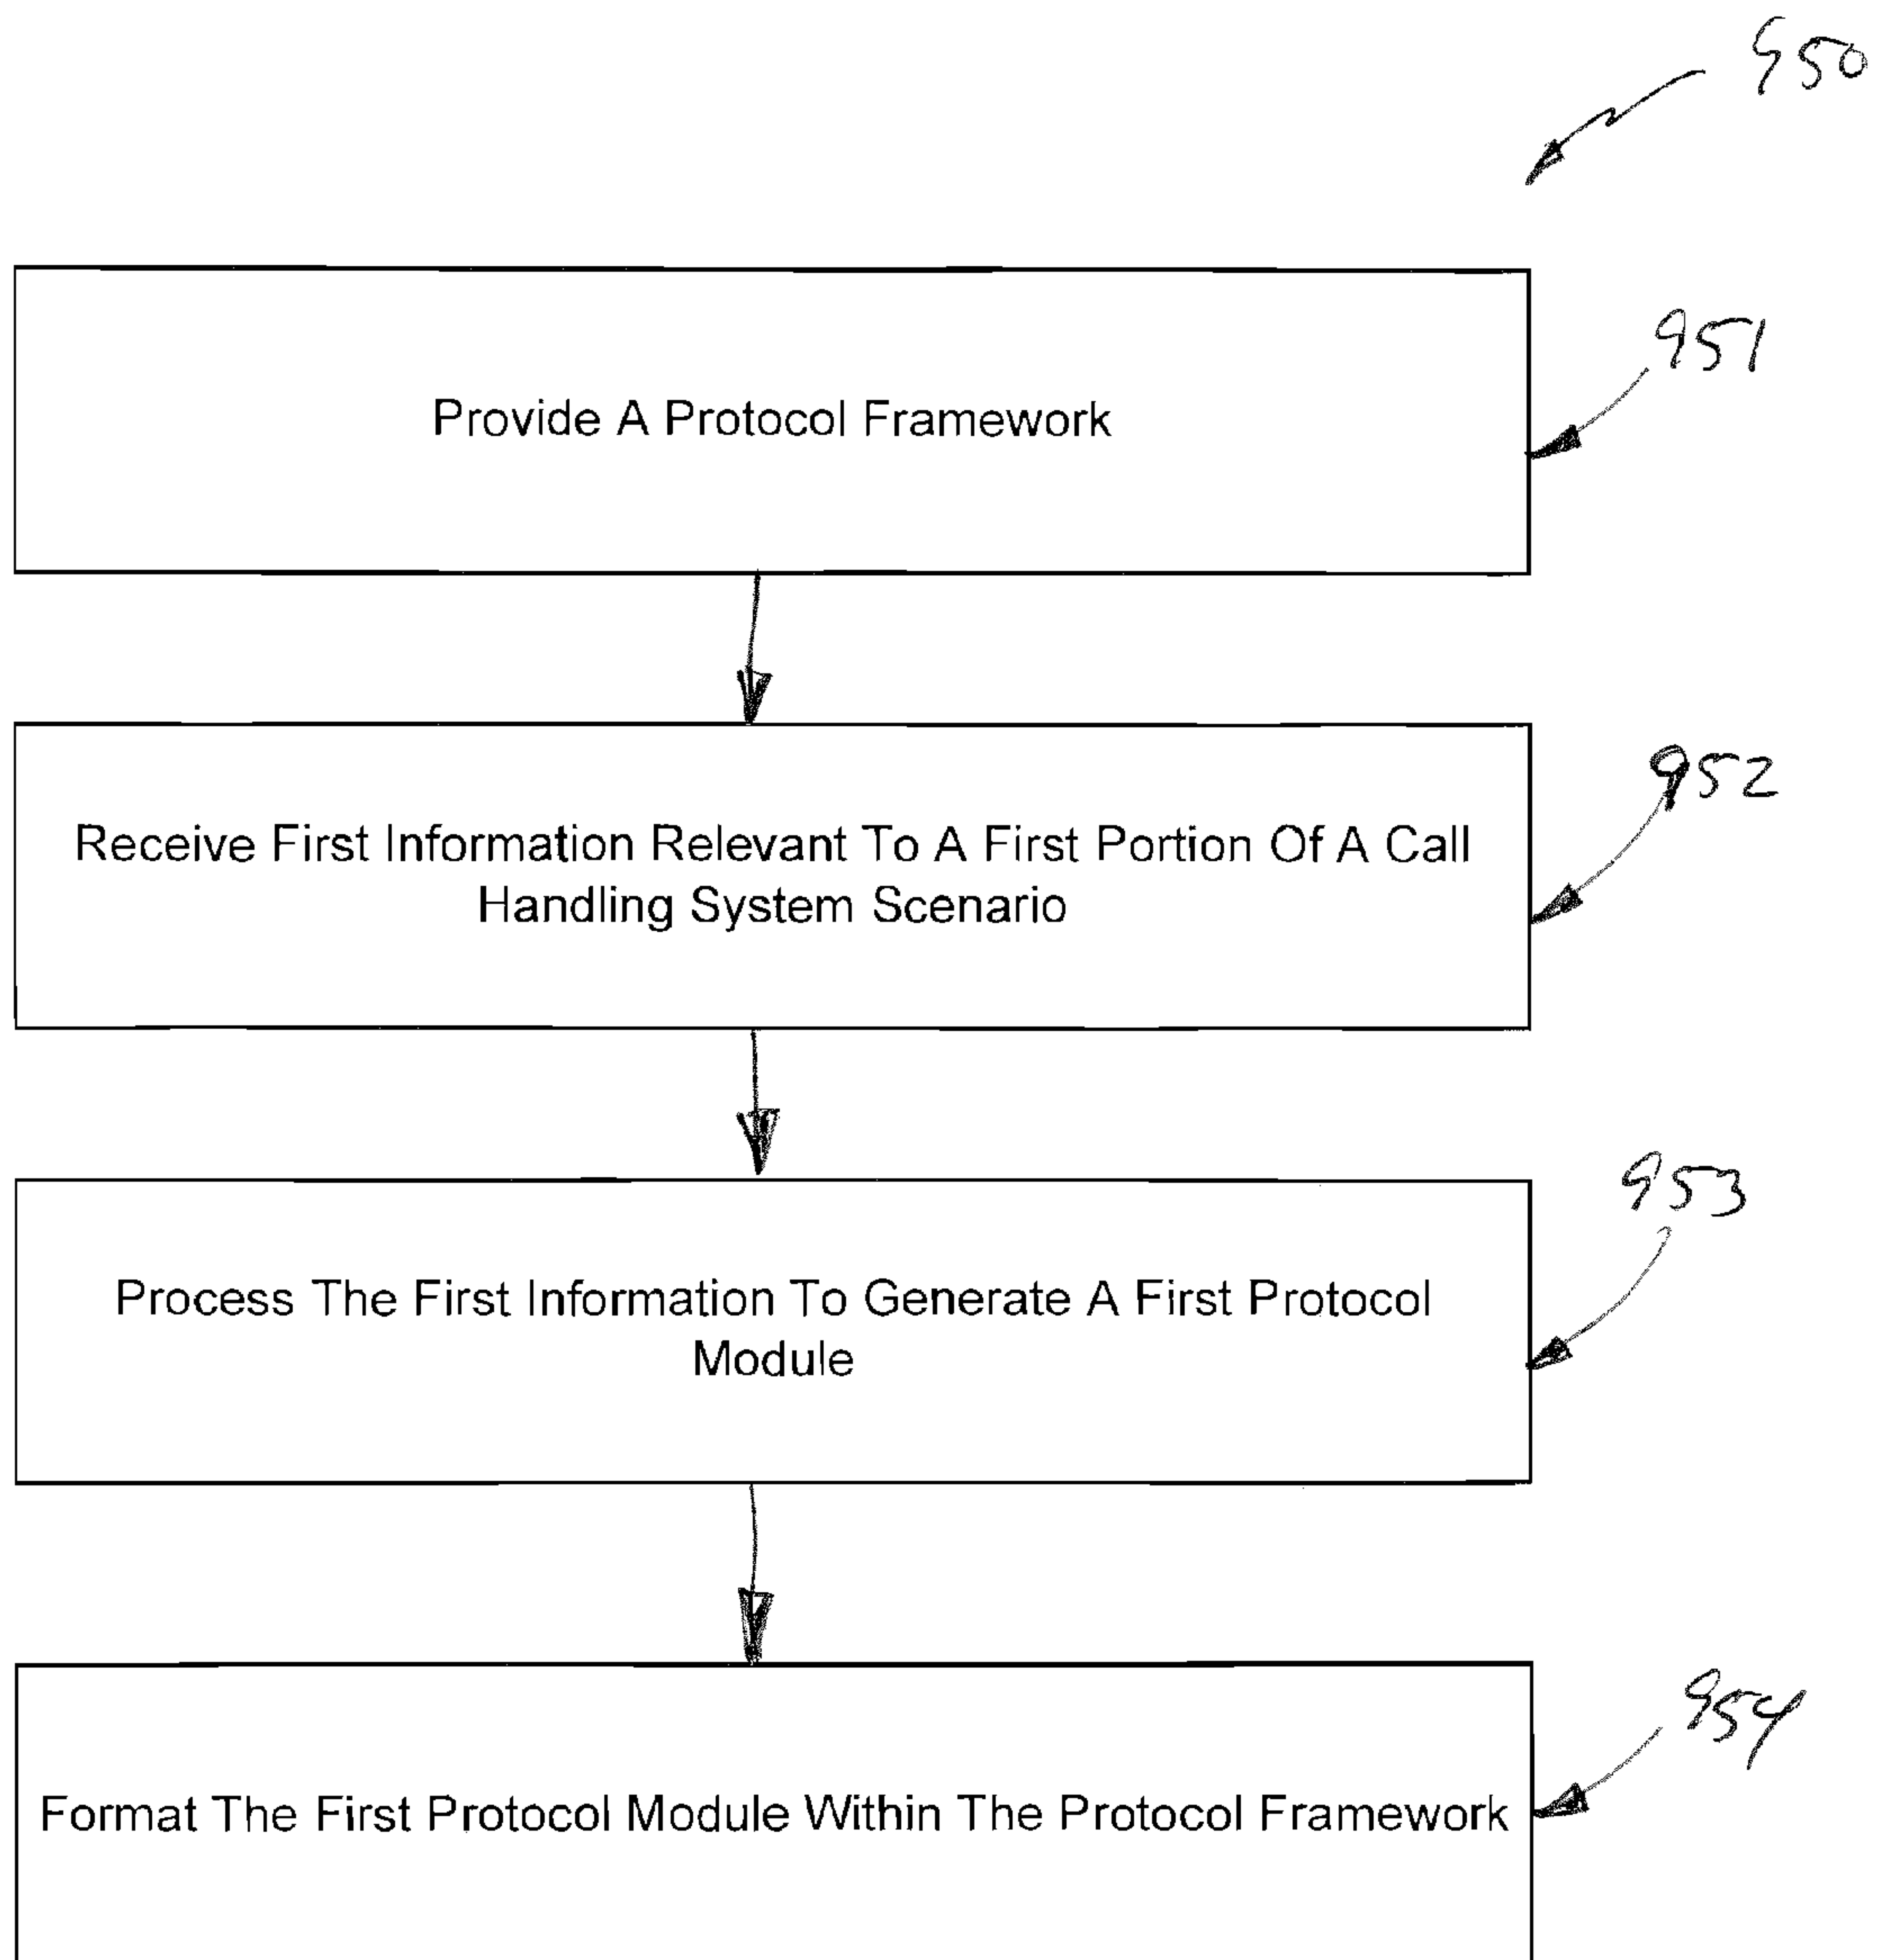 950
Provide A Protocol Framework
951
Receive First Information Relevant To A First Portion Of A Call
Handling System Scenario
952
Process The First Information To Generate A First Protocol
Module
953
Format The First Protocol Module Within The Protocol Framework
954